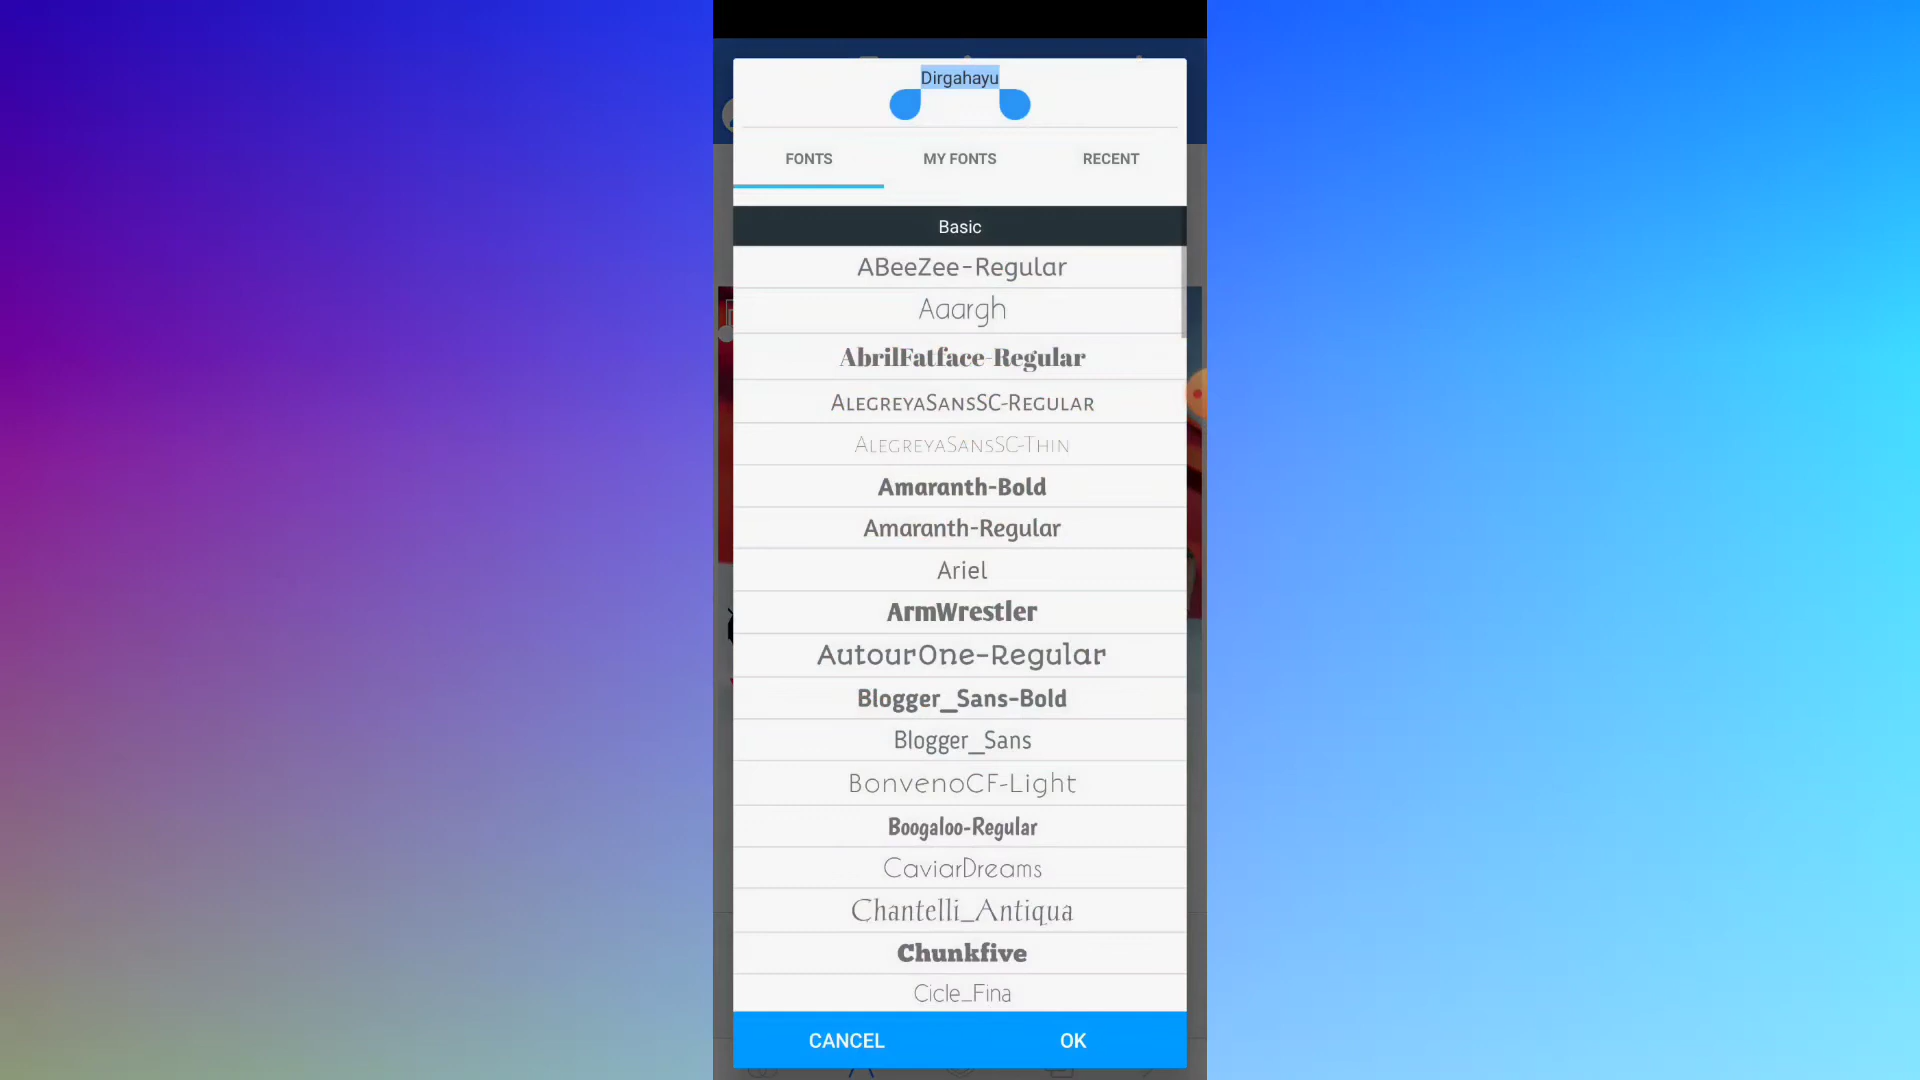 Dirgahayu
FONTS MY FONTS RECENT
Basic
ABeeZee-Regular
Aaargh
AbrilFatface-Regular
AlegreyaSansSC-Regular
AlegreyaSansSC-Thin
Amaranth-Bold
Amaranth-Regular
Ariel
ArmWrestler
AutourOne-Regular
Blogger_Sans-Bold
Blogger_Sans
BonvenoCF-Light
Boogaloo-Regular
CaviarDreams
Chantelli_Antiqua
Chunkfive
Cicle_Fina
CANCEL OK